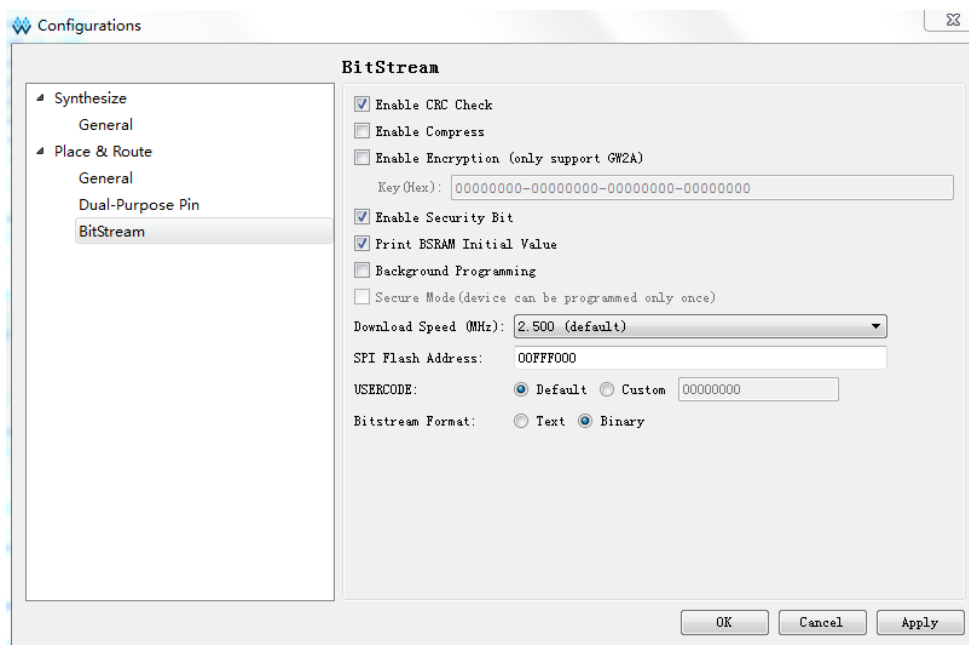 Configurations
BitStream
Synthesize
General
Place & Route
General
Dual-Purpose Pin
BitStream
Enable CRC Check
Enable Compress
Enable Encryption (only support GW2A)
Key(Hex): 00000000-00000000-00000000-00000000
Enable Security Bit
Print BSRAM Initial Value
Background Programming
Secure Mode(device can be programmed only once)
Download Speed (MHz): 2.500 (default)
SPI Flash Address: 00FFF000
USERCODE: Default Custom 00000000
Bitstream Format: Text Binary
OK Cancel Apply